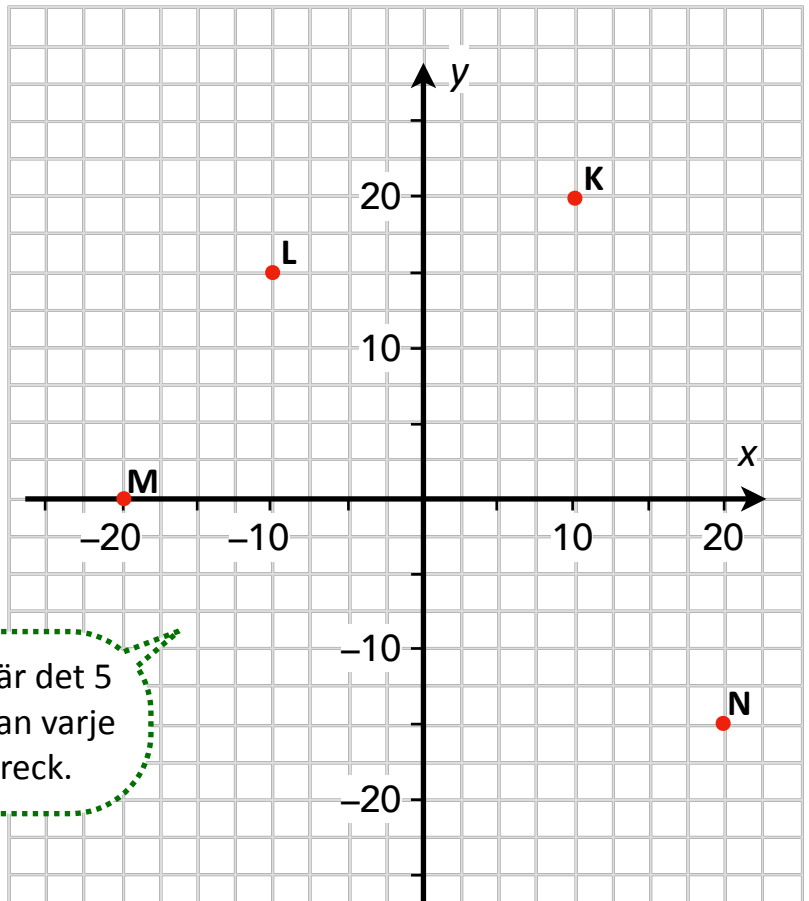 y
K
20
L
10
x
M
–20 –10 10 20
–10
är det 5
N
an varje
reck.
–20